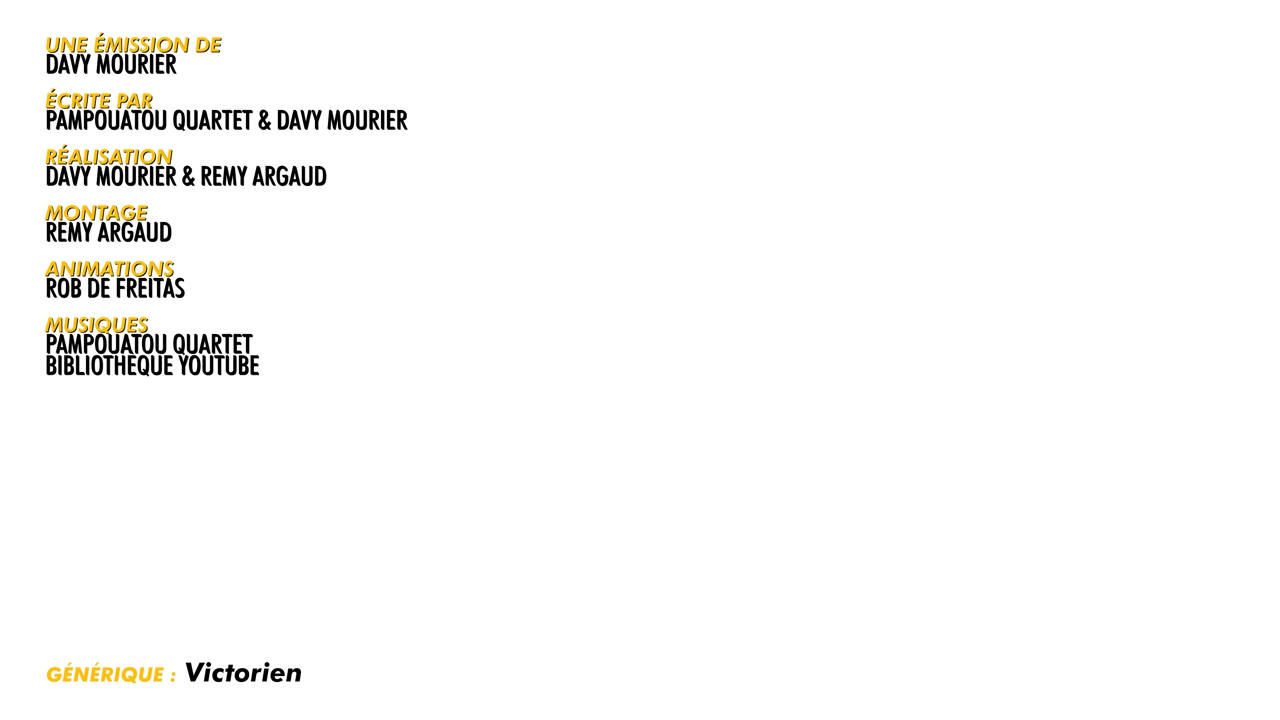 UNE ÉMISSION DE
DAVY MOURIER
ÉCRITE PAR
PAMPOUATOU QUARTET & DAVY MOURIER
RÉALISATION
DAVY MOURIER & REMY ARGAUD
MONTAGE
REMY ARGAUD
ANIMATIONS
ROB DE FREITAS
MUSIQUES
PAMPOUATOU QUARTET
BIBLIOTHÈQUE YOUTUBE
GÉNÉRIQUE : Victorien